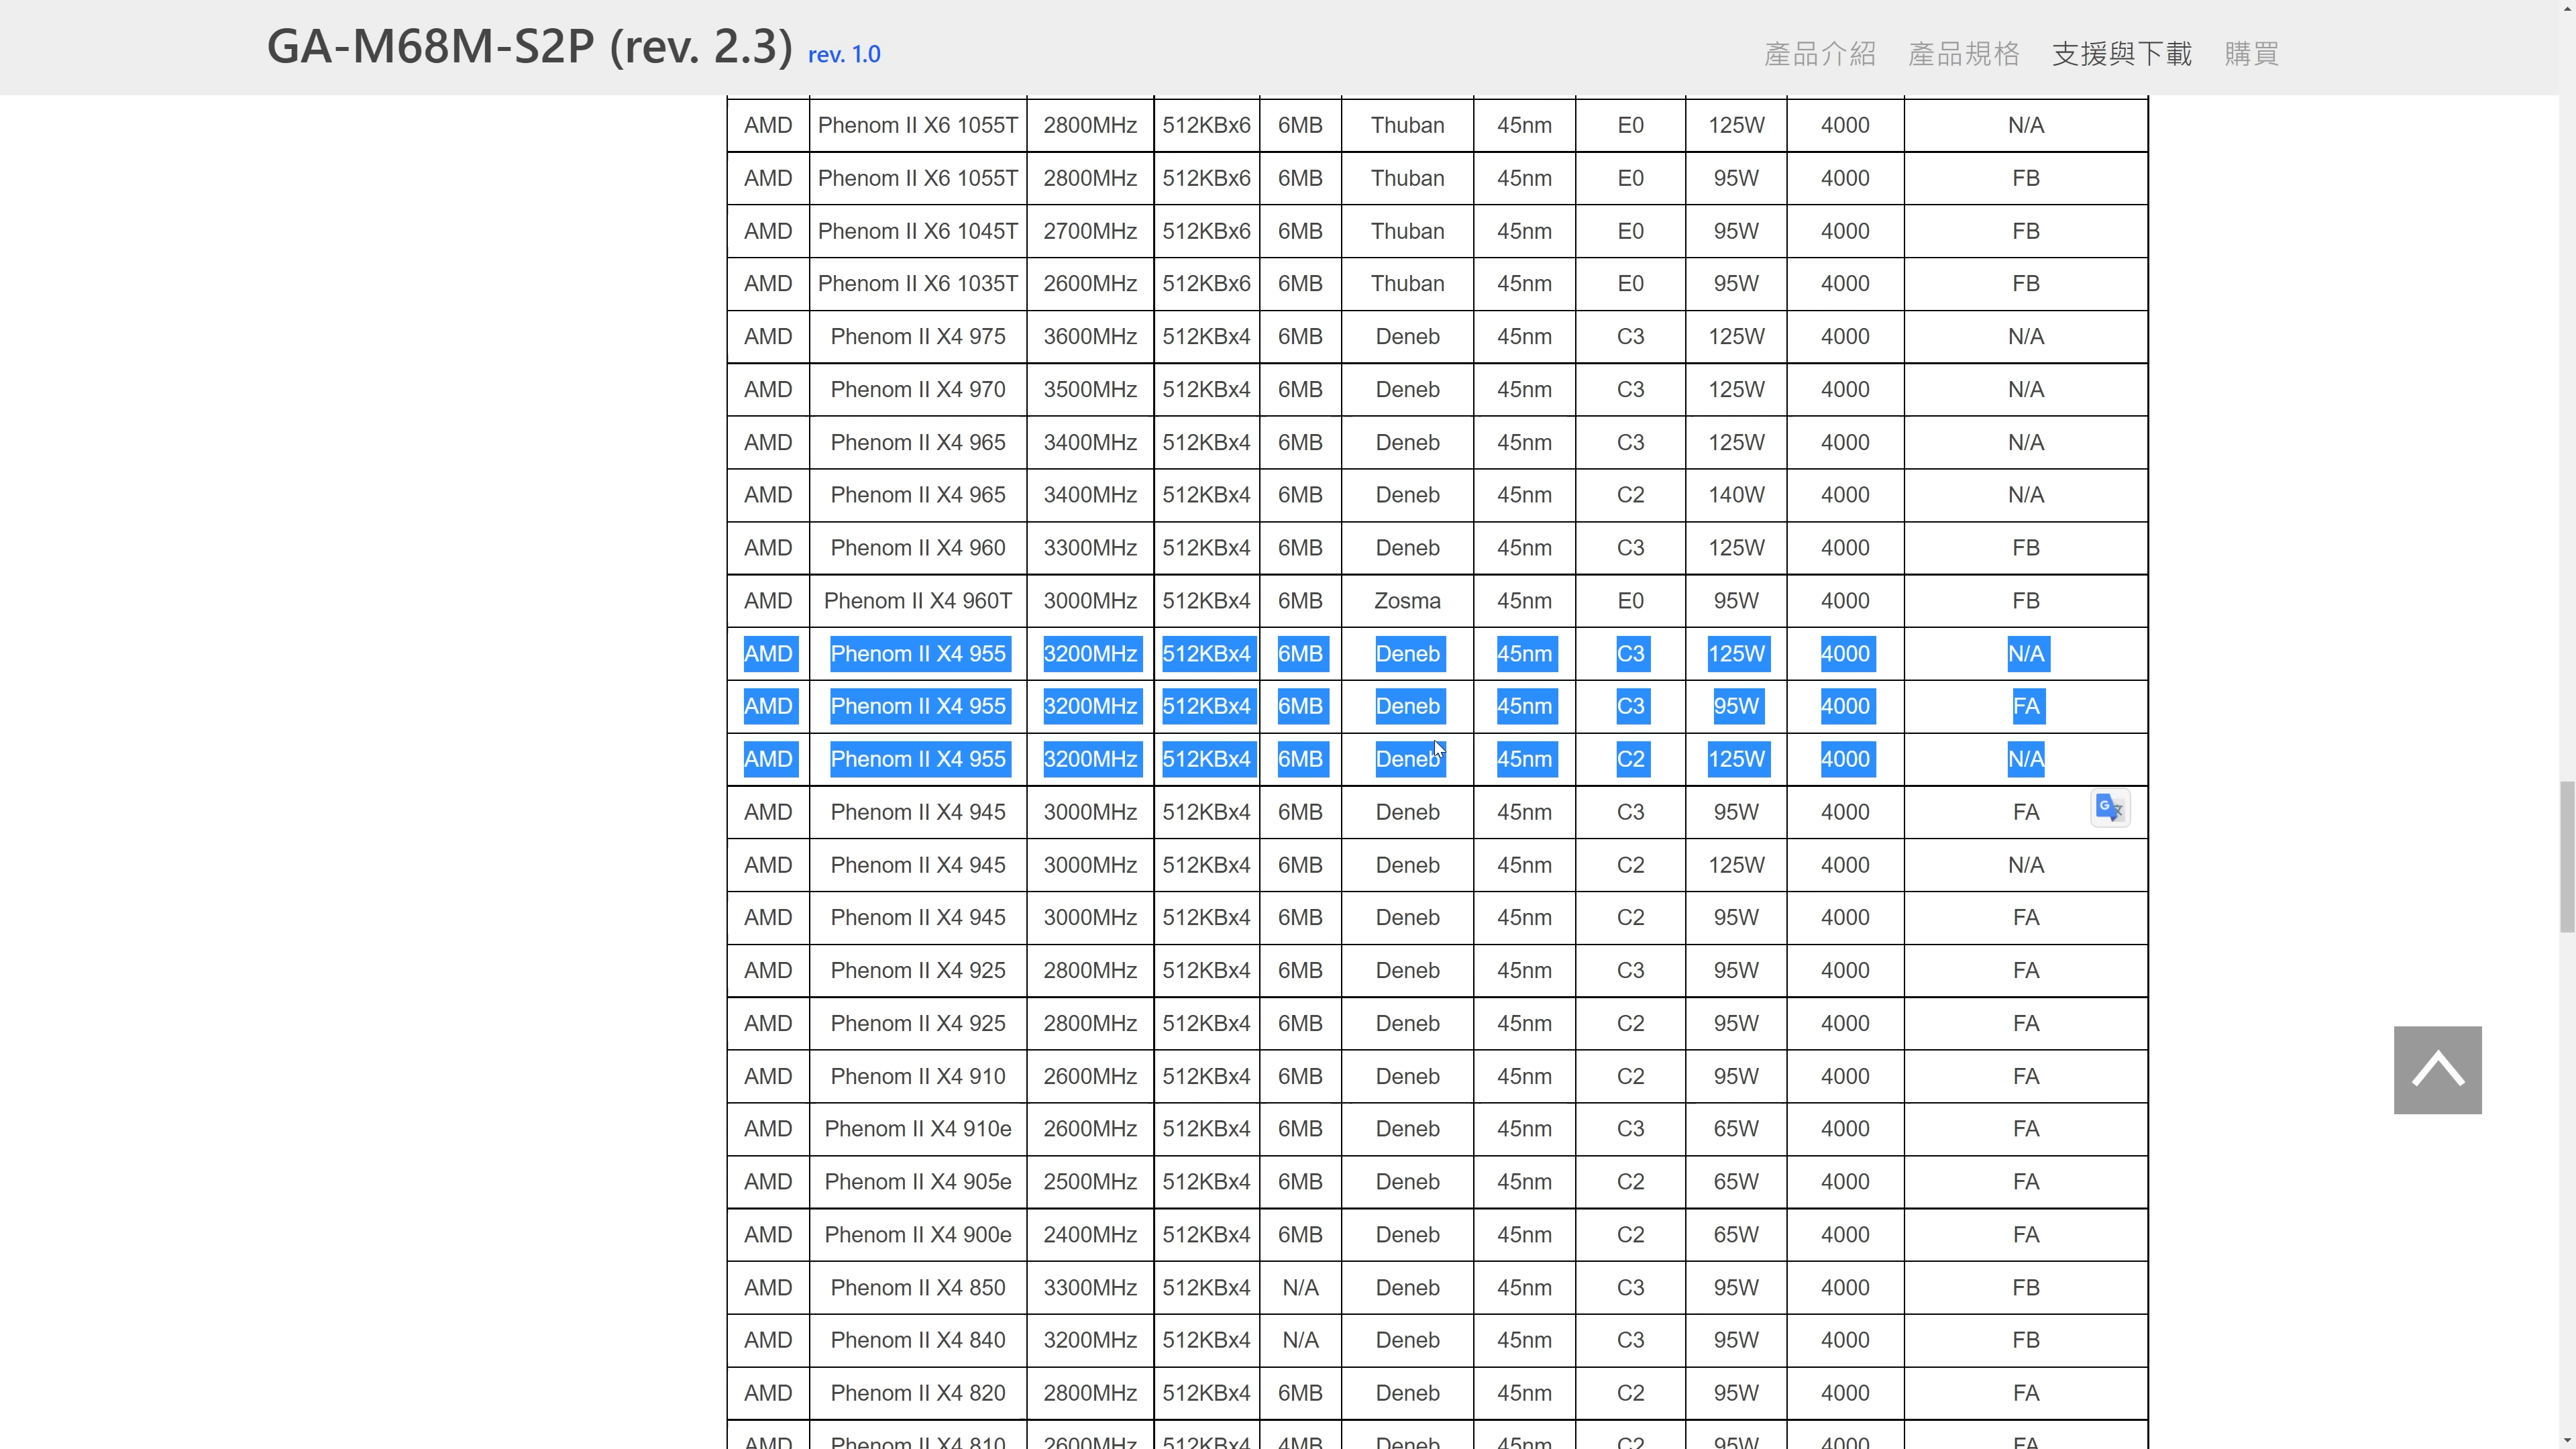 GA-M68M-S2P (rev. 2.3) rev. 1.0 產品介紹 產品規格 支援與下載 購買
AMD Phenom II X6 1055T 2800MHz 512KBx6 6MB Thuban 45nm E0 125W 4000 N/A
AMD Phenom II X6 1055T 2800MHz 512KBx6 6MB Thuban 45nm E0 95W 4000 FB
AMD Phenom II X6 1045T 2700MHz 512KBx6 6MB Thuban 45nm E0 95W 4000 FB
AMD Phenom II X6 1035T 2600MHz 512KBx6 6MB Thuban 45nm E0 95W 4000 FB
AMD Phenom II X4 975 3600MHz 512KBx4 6MB Deneb 45nm C3 125W 4000 N/A
AMD Phenom II X4 970 3500MHz 512KBx4 6MB Deneb 45nm C3 125W 4000 N/A
AMD Phenom II X4 965 3400MHz 512KBx4 6MB Deneb 45nm C3 125W 4000 N/A
AMD Phenom II X4 965 3400MHz 512KBx4 6MB Deneb 45nm C2 140W 4000 N/A
AMD Phenom II X4 960 3300MHz 512KBx4 6MB Deneb 45nm C3 125W 4000 FB
AMD Phenom II X4 960T 3000MHz 512KBx4 6MB Zosma 45nm E0 95W 4000 FB
AMD Phenom II X4 955 3200MHz 512KBx4 6MB Deneb 45nm C3 125W 4000 N/A
AMD Phenom II X4 955 3200MHz 512KBx4 6MB Deneb 45nm C3 95W 4000 FA
AMD Phenom II X4 955 3200MHz 512KBx4 6MB Deneb 45nm C2 125W 4000 N/A
AMD Phenom II X4 945 3000MHz 512KBx4 6MB Deneb 45nm C3 95W 4000 FA
AMD Phenom II X4 945 3000MHz 512KBx4 6MB Deneb 45nm C2 125W 4000 N/A
AMD Phenom II X4 945 3000MHz 512KBx4 6MB Deneb 45nm C2 95W 4000 FA
AMD Phenom II X4 925 2800MHz 512KBx4 6MB Deneb 45nm C3 95W 4000 FA
AMD Phenom II X4 925 2800MHz 512KBx4 6MB Deneb 45nm C2 95W 4000 FA
AMD Phenom II X4 910 2600MHz 512KBx4 6MB Deneb 45nm C2 95W 4000 FA
AMD Phenom II X4 910e 2600MHz 512KBx4 6MB Deneb 45nm C3 65W 4000 FA
AMD Phenom II X4 905e 2500MHz 512KBx4 6MB Deneb 45nm C2 65W 4000 FA
AMD Phenom II X4 900e 2400MHz 512KBx4 6MB Deneb 45nm C2 65W 4000 FA
AMD Phenom II X4 850 3300MHz 512KBx4 N/A Deneb 45nm C3 95W 4000 FB
AMD Phenom II X4 840 3200MHz 512KBx4 N/A Deneb 45nm C3 95W 4000 FB
AMD Phenom II X4 820 2800MHz 512KBx4 6MB Deneb 45nm C2 95W 4000 FA
AMD Phenom II X4 810 2600MHz 512KBx4 4MB Deneb 45nm C2 95W 4000 FA